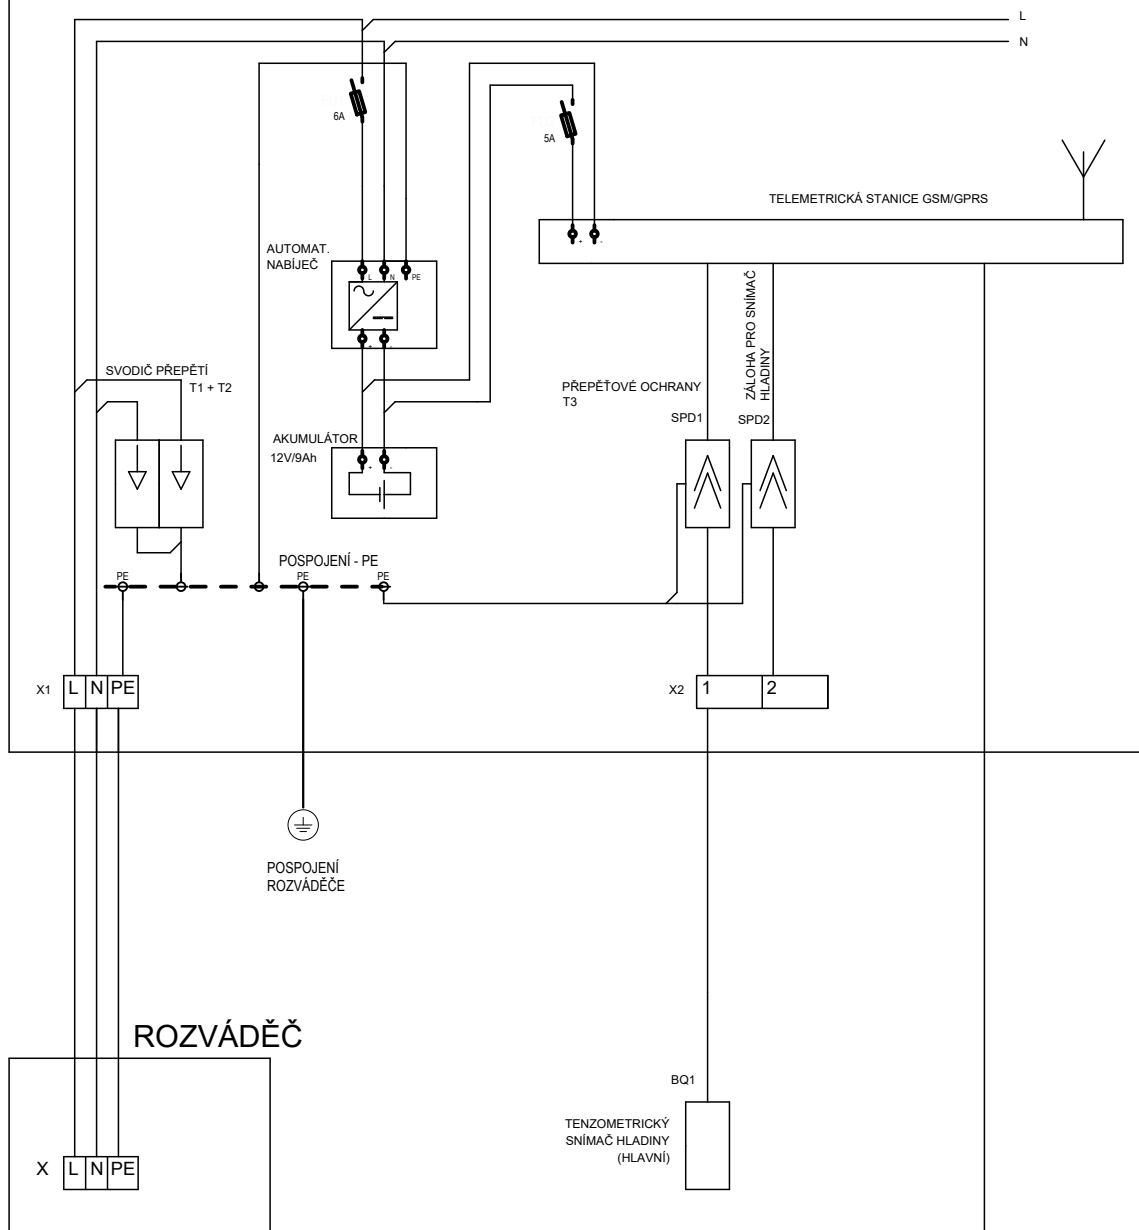 L
N
6A
5A
TELEMETRICKÁ STANICE GSM/GPRS
+ -
AUTOMAT.
NABÍJEČ
L N PE
+ -
ZÁLOHA PRO SNÍMAČ
HLADINY
SVODIČ PŘEPĚTÍ
T1 + T2
PŘEPĚŤOVÉ OCHRANY
T3
SPD1
SPD2
AKUMULÁTOR
12V/9Ah
+ -
POSPOJENÍ - PE
PE
PE
PE
X1 L N PE
X2 1 2
POSPOJENÍ
ROZVÁDĚČE
ROZVÁDĚČ
BQ1
TENZOMETRICKÝ
SNÍMAČ HLADINY
(HLAVNÍ)
X L N PE